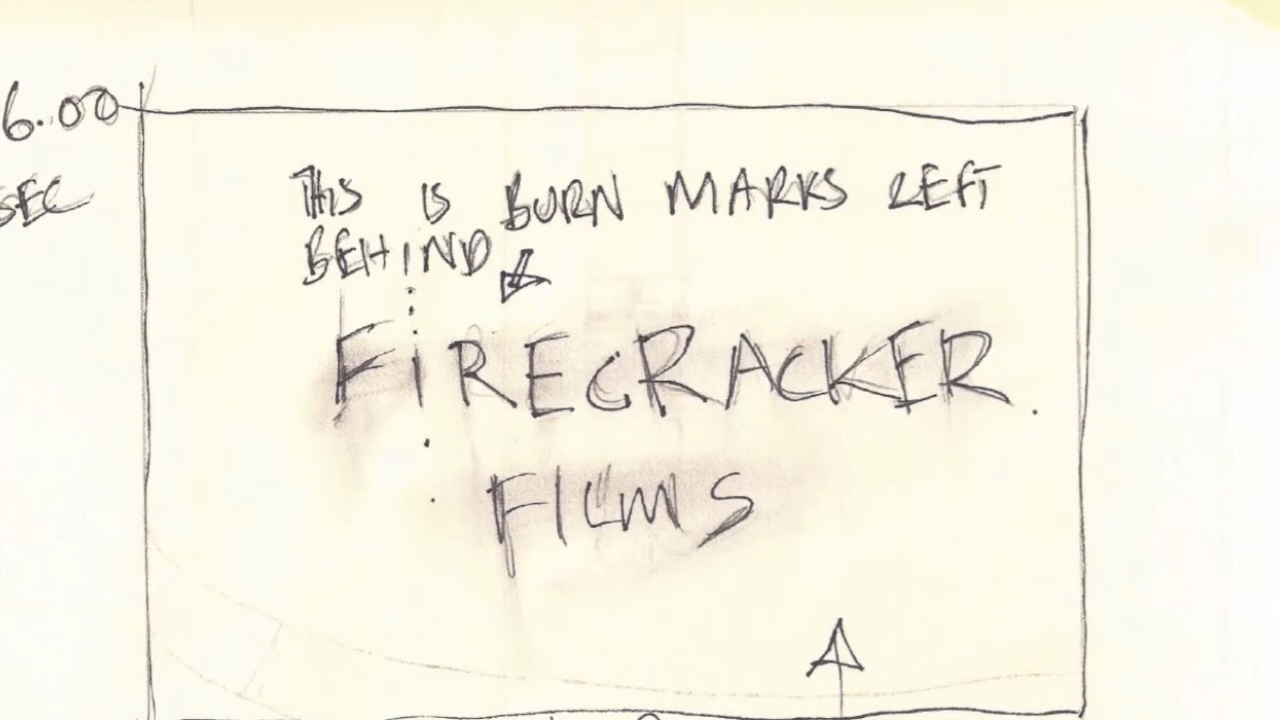 6.00
SEC
THIS IS BURN MARKS LEFT
BEHIND
FIRECRACKER.
FILMS